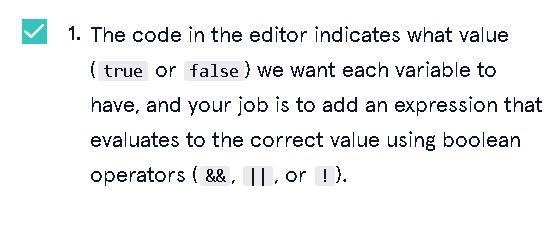 1. The code in the editor indicates what value
( true or false ) we want each variable to
have, and your job is to add an expression that
evaluates to the correct value using boolean
operators ( &&, ||, or ! ).